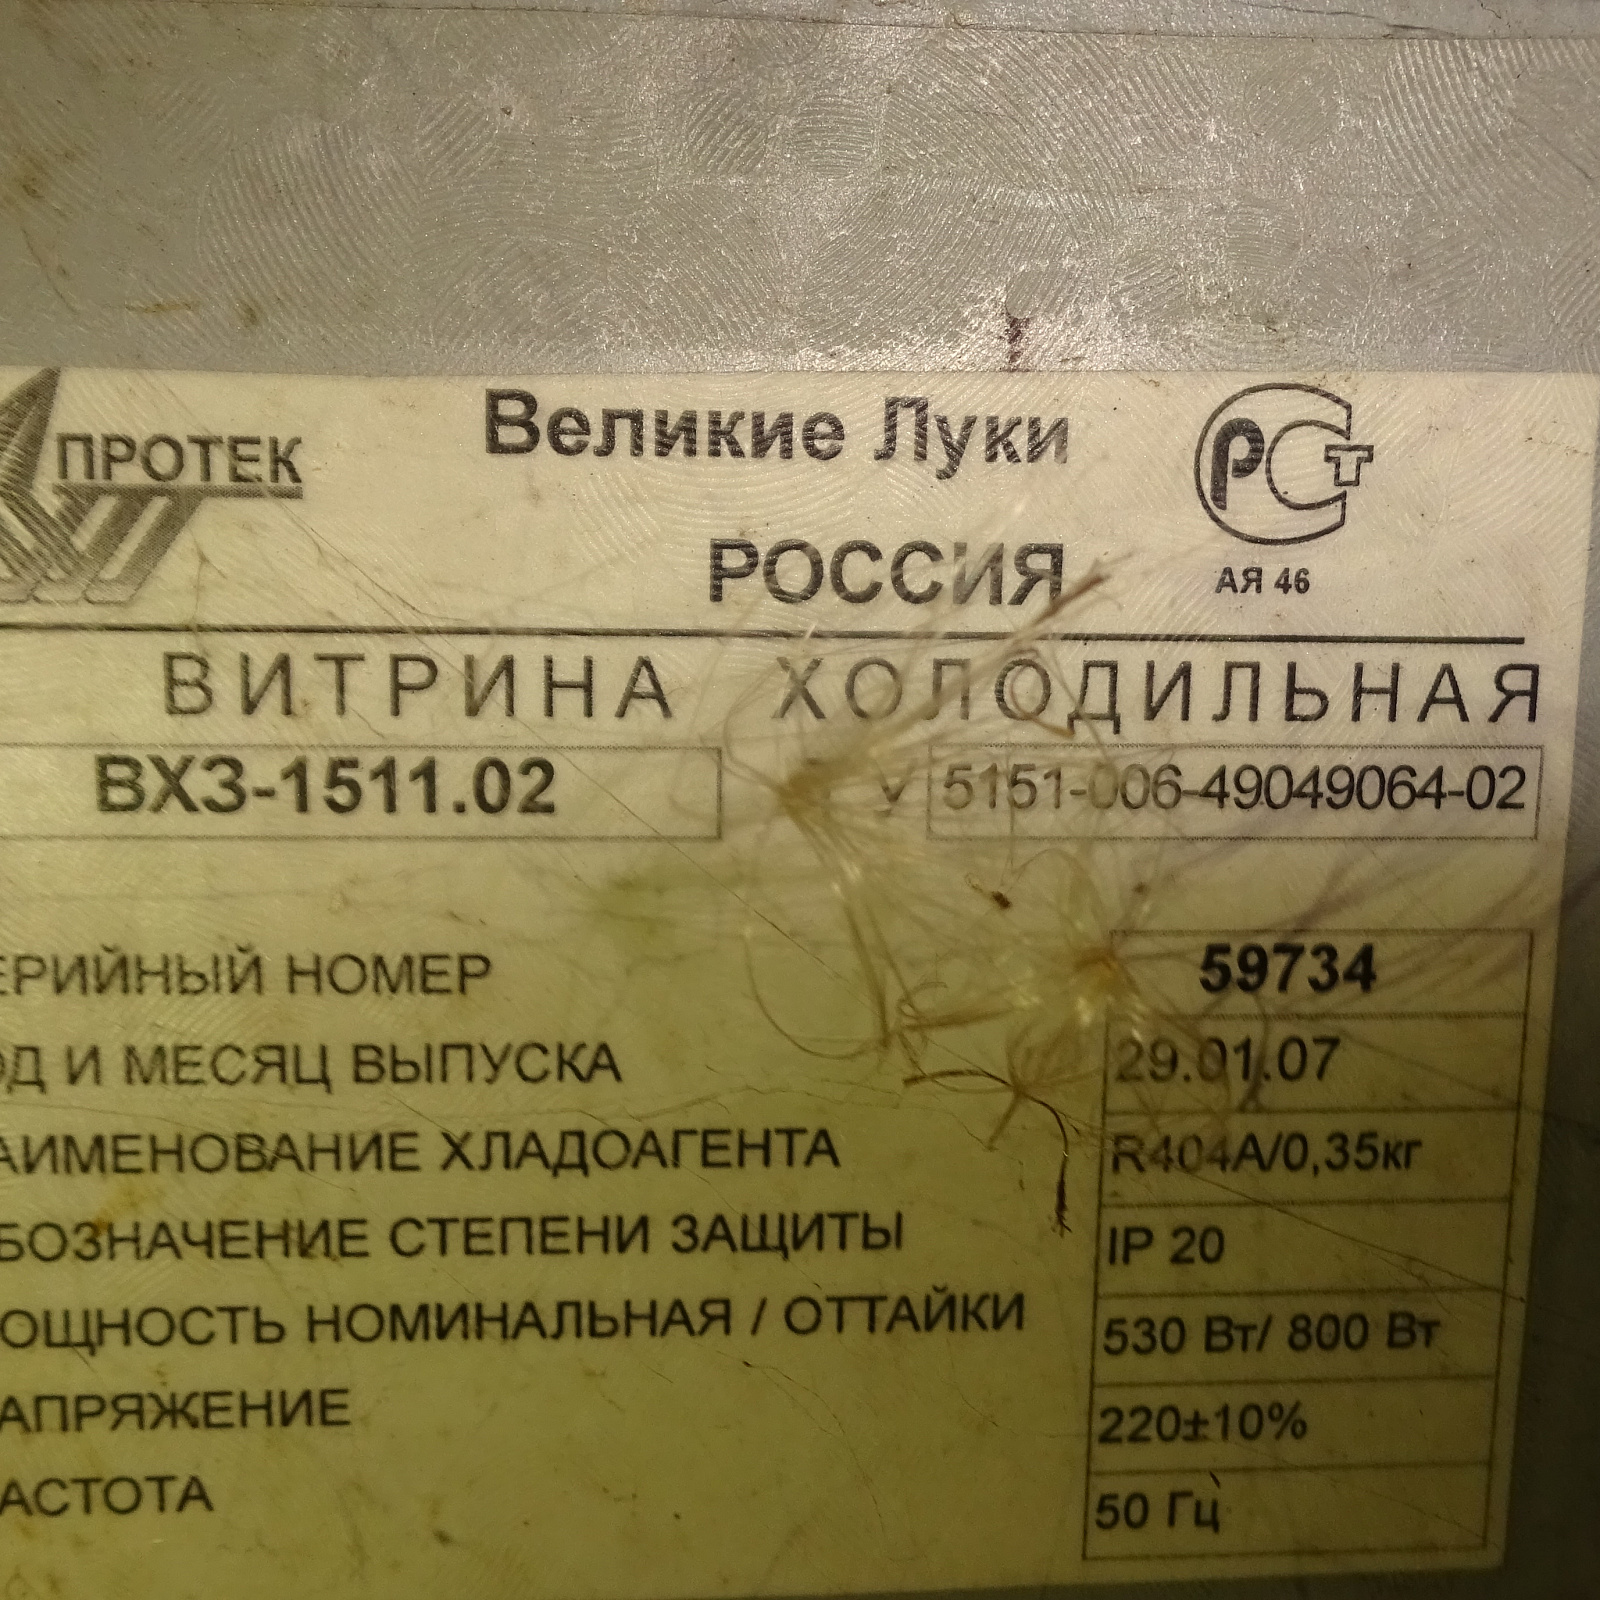 ПРОТЕК
Великие Луки
РСТ
РОССИЯ
АЯ 46
ВИТРИНА ХОЛОДИЛЬНАЯ
ВХЗ-1511.02
У 5151-006-49049064-02
ЕРИЙНЫЙ НОМЕР 59734
ОД И МЕСЯЦ ВЫПУСКА 29.01.07
АИМЕНОВАНИЕ ХЛАДОАГЕНТА R404A/0,35кг
БОЗНАЧЕНИЕ СТЕПЕНИ ЗАЩИТЫ IP 20
ОЩНОСТЬ НОМИНАЛЬНАЯ / ОТТАЙКИ 530 Вт/ 800 Вт
АПРЯЖЕНИЕ 220±10%
АСТОТА 50 Гц